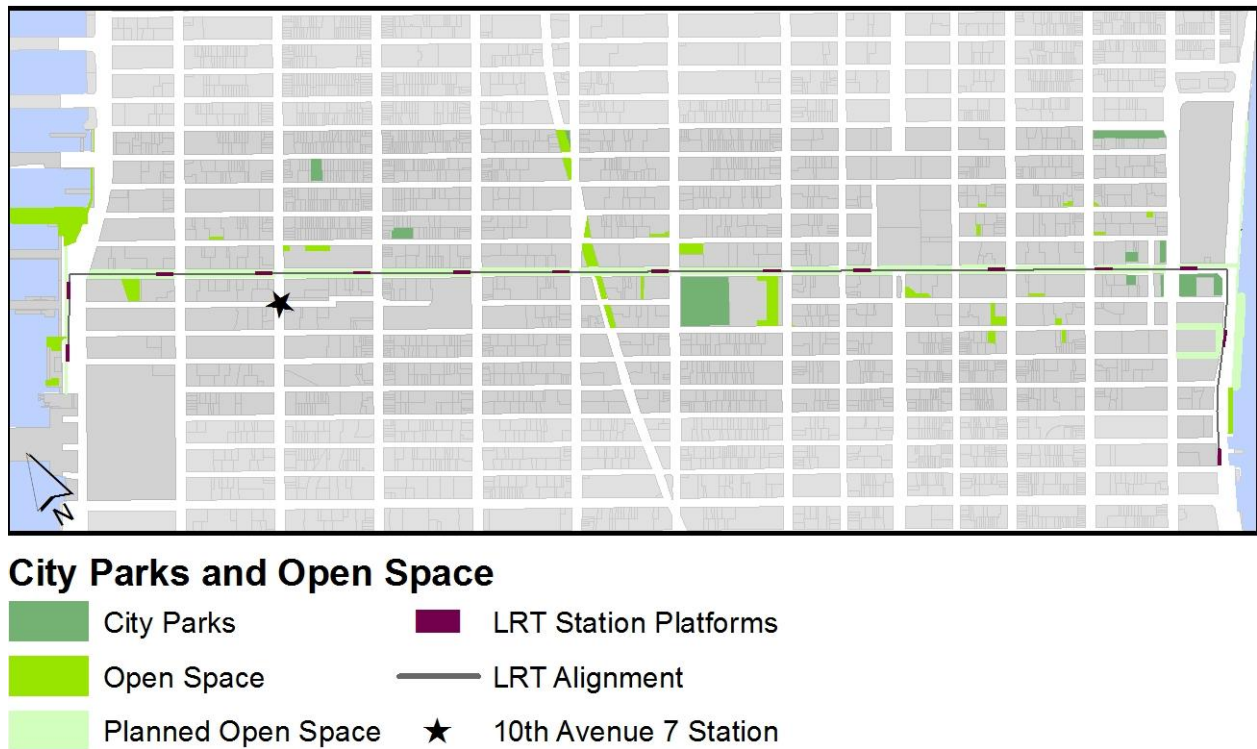 N
City Parks and Open Space
City Parks
LRT Station Platforms
Open Space
LRT Alignment
Planned Open Space
10th Avenue 7 Station